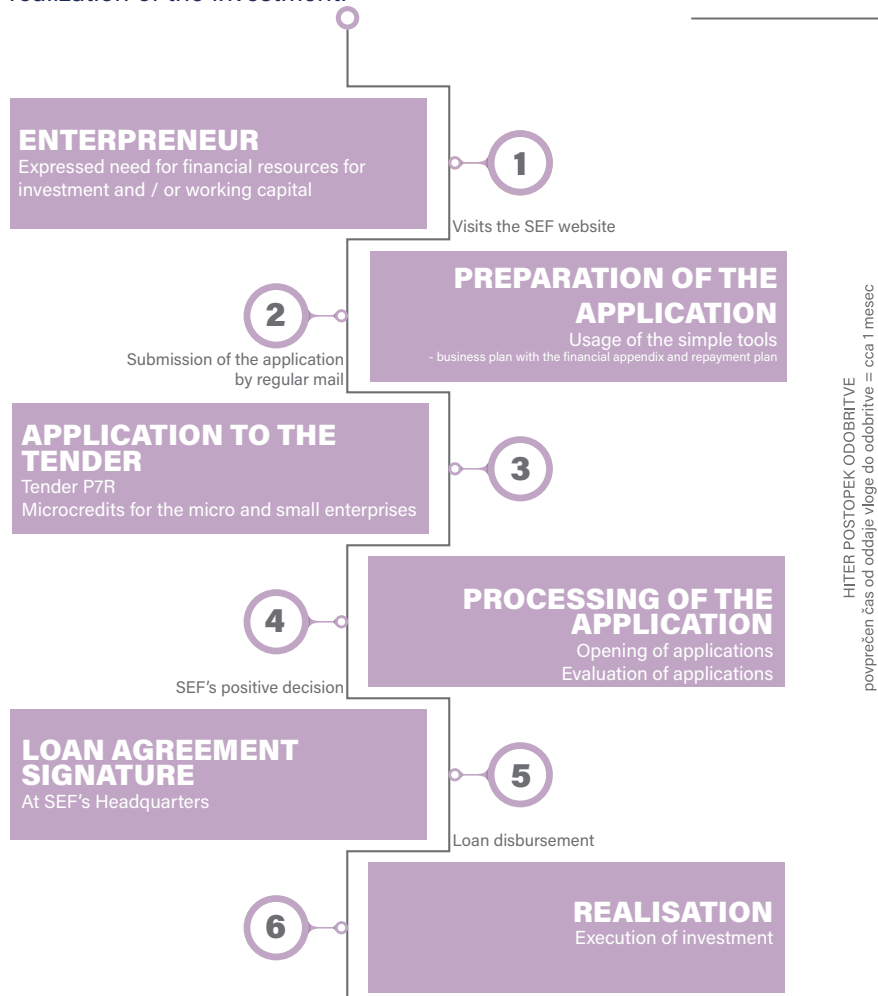 realization of the investment.
ENTERPRENEUR
Expressed need for financial resources for
investment and / or working capital
1
Visits the SEF website
PREPARATION OF THE
APPLICATION
Usage of the simple tools
- business plan with the financial appendix and repayment plan
2
Submission of the application
by regular mail
APPLICATION TO THE
TENDER
Tender P7R
Microcredits for the micro and small enterprises
3
PROCESSING OF THE
APPLICATION
Opening of applications
Evaluation of applications
4
SEF's positive decision
LOAN AGREEMENT
SIGNATURE
At SEF's Headquarters
5
Loan disbursement
REALISATION
Execution of investment
6
HITER POSTOPEK ODOBRITVE
povprečen čas od oddaje vloge do odobritve = cca 1 mesec